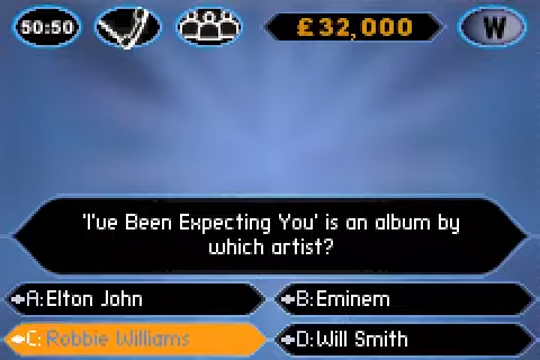 50:50
£32,000
W
'I've Been Expecting You' is an album by
which artist?
A:Elton John
B:Eminem
C:Robbie Williams
D:Will Smith